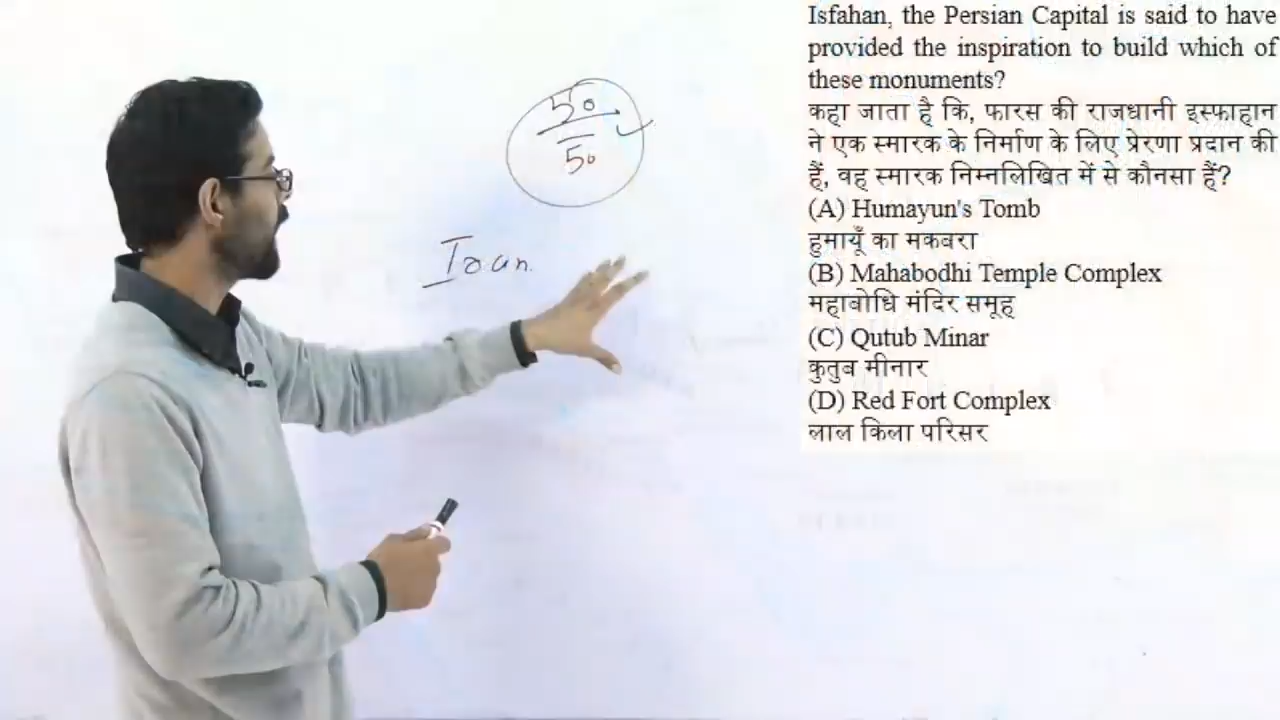 Isfahan, the Persian Capital is said to have
provided the inspiration to build which of
these monuments?
कहा जाता है कि, फारस की राजधानी इस्फाहान
ने एक स्मारक के निर्माण के लिए प्रेरणा प्रदान की
हैं, वह स्मारक निम्नलिखित में से कौनसा हैं?
(A) Humayun's Tomb
हुमायूँ का मकबरा
(B) Mahabodhi Temple Complex
महाबोधि मंदिर समूह
(C) Qutub Minar
कुतुब मीनार
(D) Red Fort Complex
लाल किला परिसर
50
50
Iran